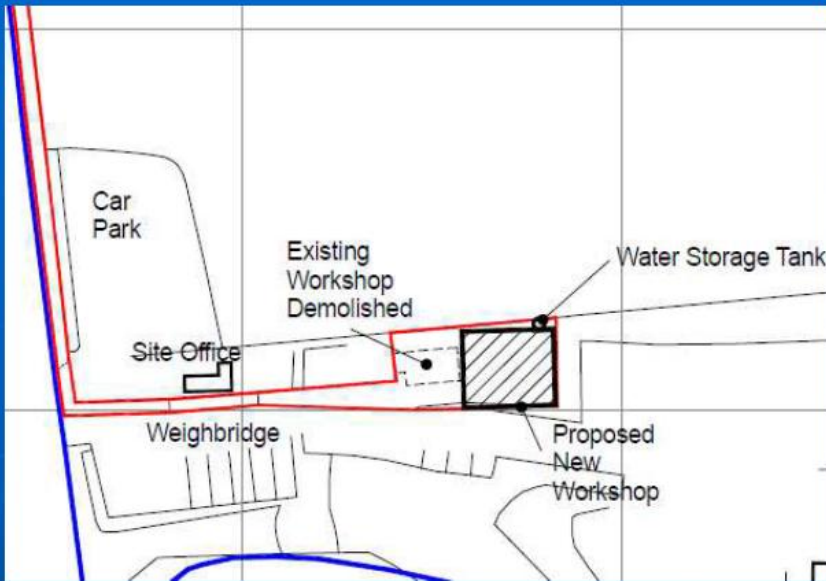 Car
Park
Existing
Workshop
Demolished
Water Storage Tank
Site Office
Weighbridge
Proposed
New
Workshop